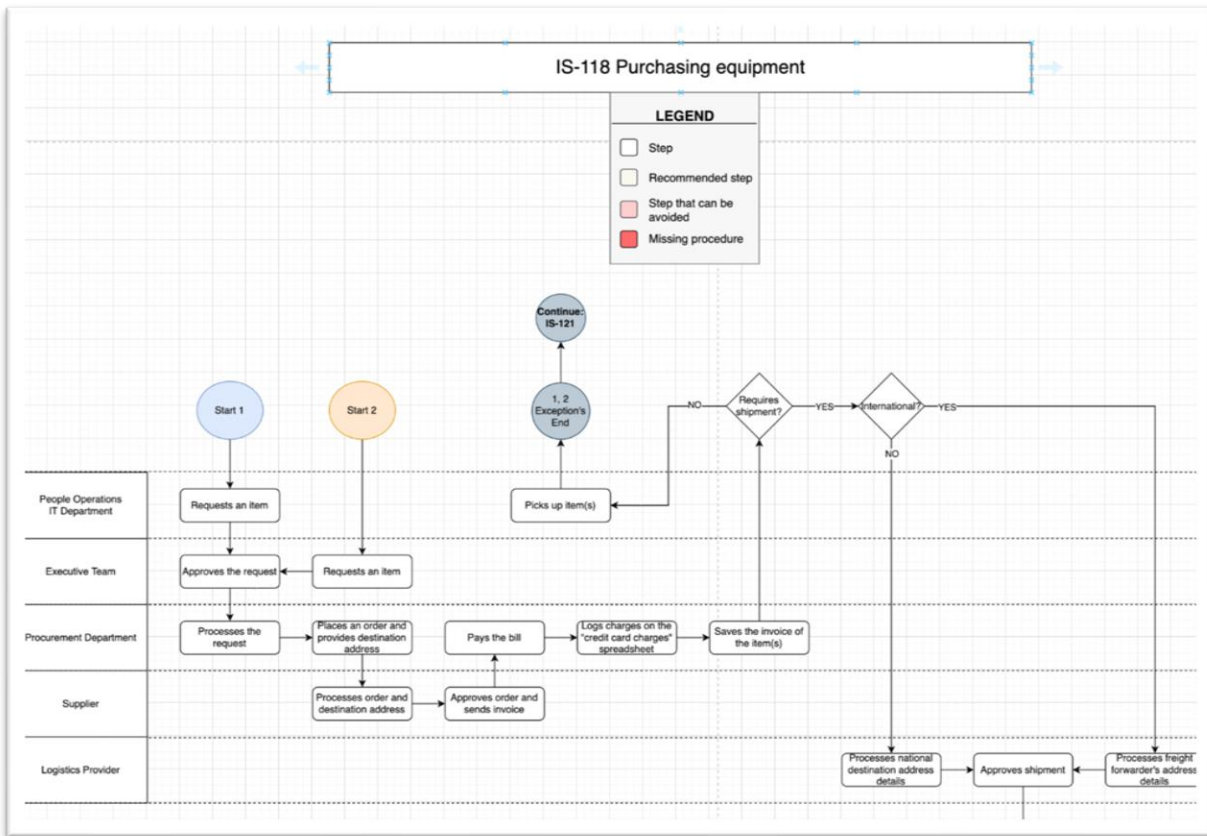 IS-118 Purchasing equipment
LEGEND
Step
Recommended step
Step that can be
avoided
Missing procedure
Continue:
IS-121
Start 1
Start 2
1, 2
Exception's
End
NO
Requires
shipment?
YES
International?
YES
NO
People Operations
IT Department
Requests an item
Picks up item(s)
Executive Team
Approves the request
Requests an item
Procurement Department
Processes the
request
Places an order and
provides destination
address
Pays the bill
Logs charges on the
"credit card charges"
spreadsheet
Saves the invoice of
the item(s)
Supplier
Processes order and
destination address
Approves order and
sends invoice
Logistics Provider
Processes national
destination address
details
Approves shipment
Processes freight
forwarder's address
details